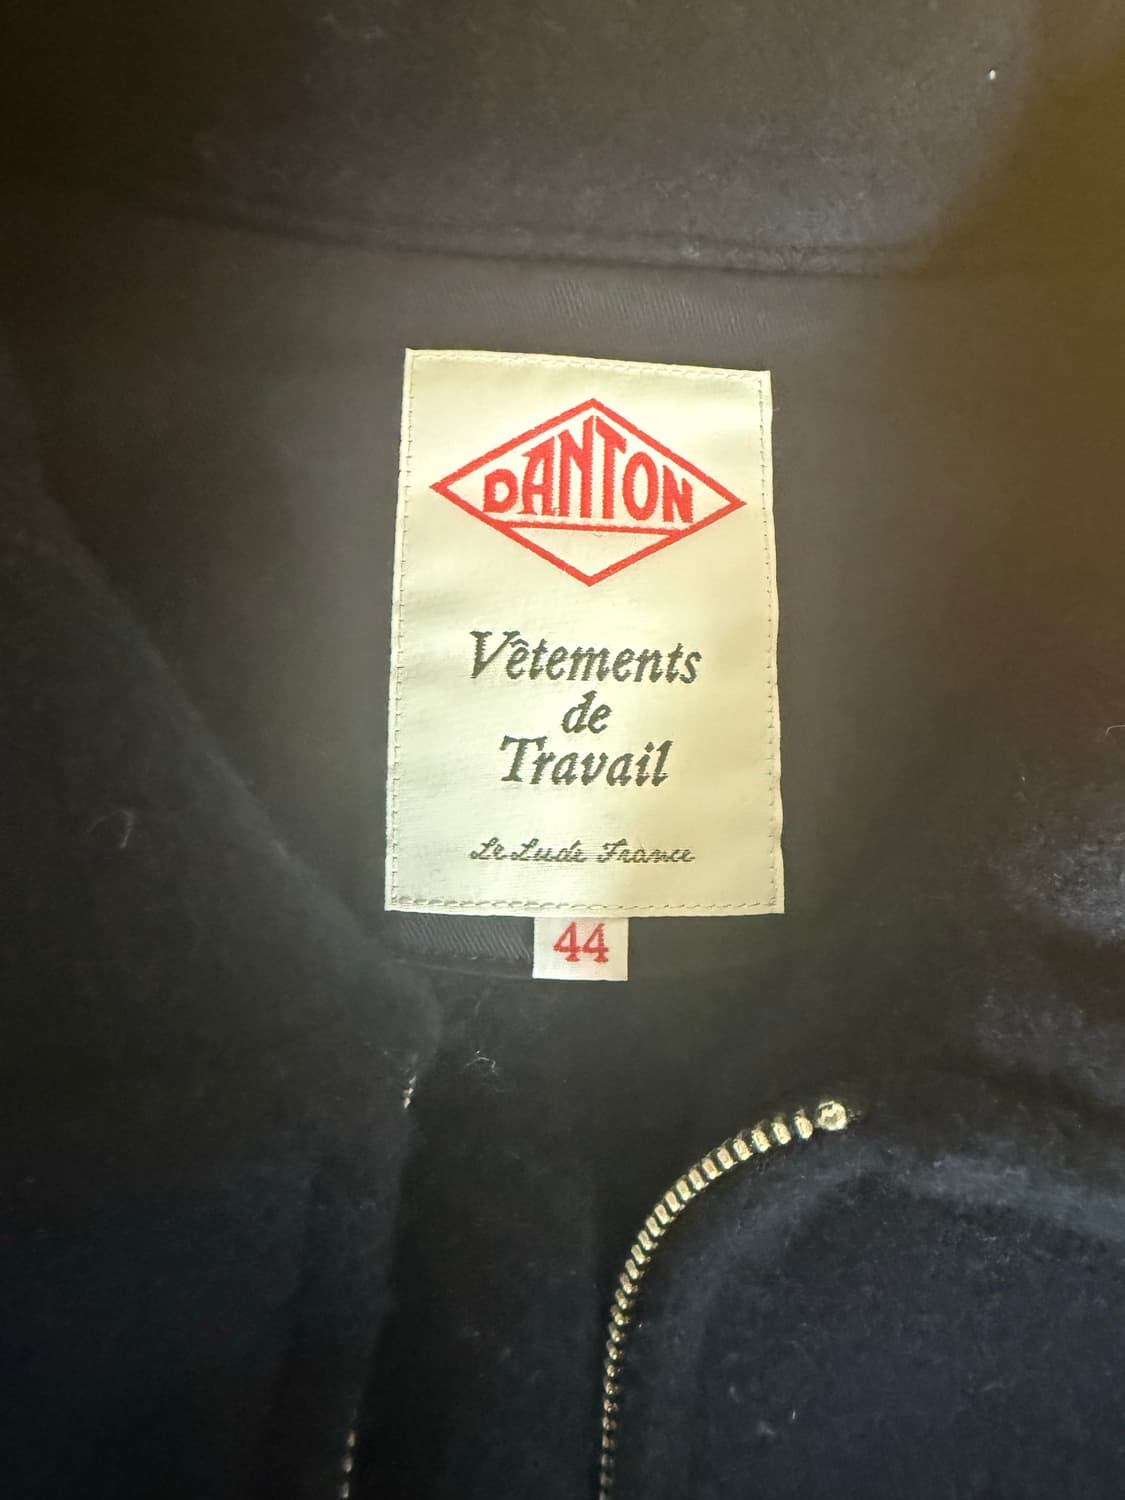 DANTON
Vêtements
de
Travail
Le Lude France
44